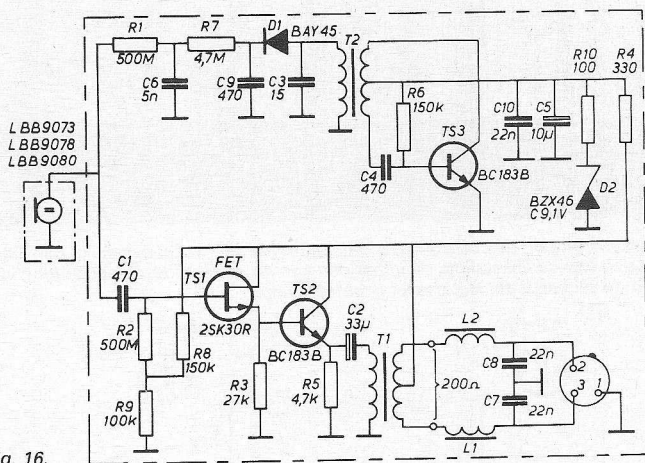 R1
500M
R7
4,7M
D1
BAY45
C6
5n
C9
470
C3
15
T2
R6
150k
C4
470
TS3
BC183B
C10
22n
C5
10µ
R10
100
R4
330
D2
BZX46
C9,1V
LBB9073
LBB9078
LBB9080
C1
470
TS1
FET
2SK30R
R2
500M
R8
150k
R9
100k
TS2
BC183B
R3
27k
R5
4,7k
C2
33µ
T1
200Ω
L2
L1
C8
22n
C7
22n
2
3
1
g. 16.